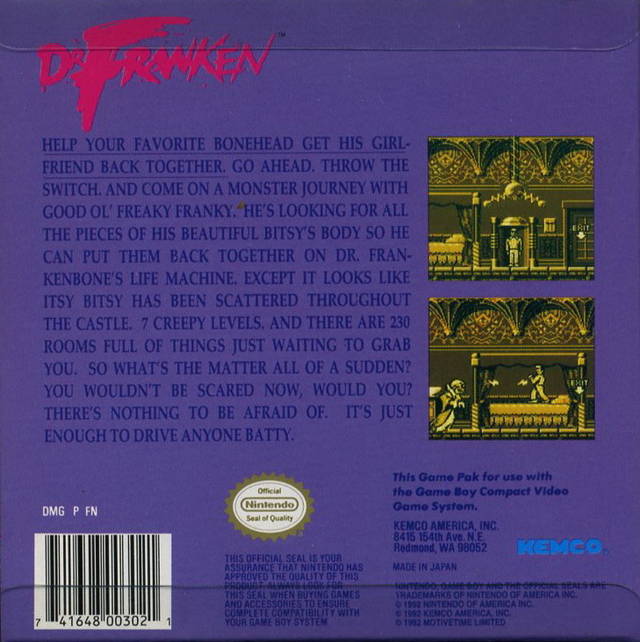 DR. FRANKEN™
HELP YOUR FAVORITE BONEHEAD GET HIS GIRL-
FRIEND BACK TOGETHER. GO AHEAD. THROW THE
SWITCH. AND COME ON A MONSTER JOURNEY WITH
GOOD OL' FREAKY FRANKY. HE'S LOOKING FOR ALL
THE PIECES OF HIS BEAUTIFUL BITSY'S BODY SO HE
CAN PUT THEM BACK TOGETHER ON DR. FRAN-
KENBONE'S LIFE MACHINE. EXCEPT IT LOOKS LIKE
ITSY BITSY HAS BEEN SCATTERED THROUGHOUT
THE CASTLE. 7 CREEPY LEVELS. AND THERE ARE 230
ROOMS FULL OF THINGS JUST WAITING TO GRAB
YOU. SO WHAT'S THE MATTER ALL OF A SUDDEN?
YOU WOULDN'T BE SCARED NOW, WOULD YOU?
THERE'S NOTHING TO BE AFRAID OF. IT'S JUST
ENOUGH TO DRIVE ANYONE BATTY.
EXIT
EXIT
DMG P FN
7 41648 00302 1
Official
Nintendo
Seal of Quality
THIS OFFICIAL SEAL IS YOUR
ASSURANCE THAT NINTENDO HAS
APPROVED THE QUALITY OF THIS
PRODUCT. ALWAYS LOOK FOR
THIS SEAL WHEN BUYING GAMES
AND ACCESSORIES TO ENSURE
COMPLETE COMPATIBILITY WITH
YOUR GAME BOY SYSTEM
This Game Pak for use with
the Game Boy Compact Video
Game System.
KEMCO AMERICA, INC.
8415 154th Ave. N.E.
Redmond, WA 98052
KEMCO
MADE IN JAPAN
NINTENDO, GAME BOY AND THE OFFICIAL SEALS ARE
TRADEMARKS OF NINTENDO OF AMERICA INC.
© 1992 NINTENDO OF AMERICA INC.
© 1992 KEMCO AMERICA, INC.
© 1992 MOTIVETIME LIMITED